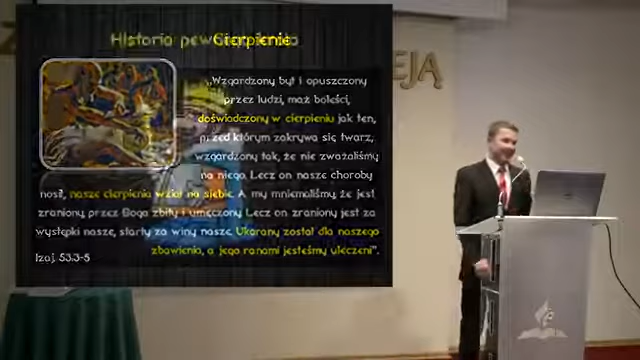 Cierpienie
„Wzgardzony był i opuszczony
przez ludzi, mąż boleści,
doświadczony w cierpieniu jak ten,
przed którym zakrywa się twarz,
wzgardzony tak, że nie zważaliśmy
na niego. Lecz on nasze choroby
nosił, nasze cierpienia wziął na siebie. A my mniemaliśmy, że jest
zraniony, przez Boga zbity i umęczony. Lecz on zraniony jest za
występki nasze, starty za winy nasze. Ukarany został dla naszego
zbawienia, a jego ranami jesteśmy uleczeni”.
Izaj. 53:3-5
EJĄ